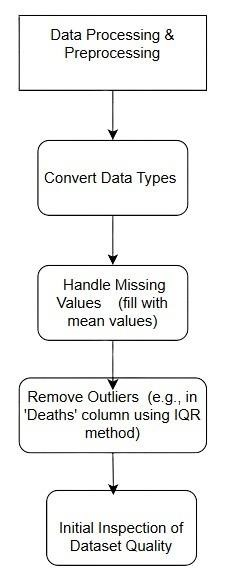 Data Processing &
Preprocessing
Convert Data Types
Handle Missing
Values (fill with
mean values)
Remove Outliers (e.g., in
'Deaths' column using IQR
method)
Initial Inspection of
Dataset Quality